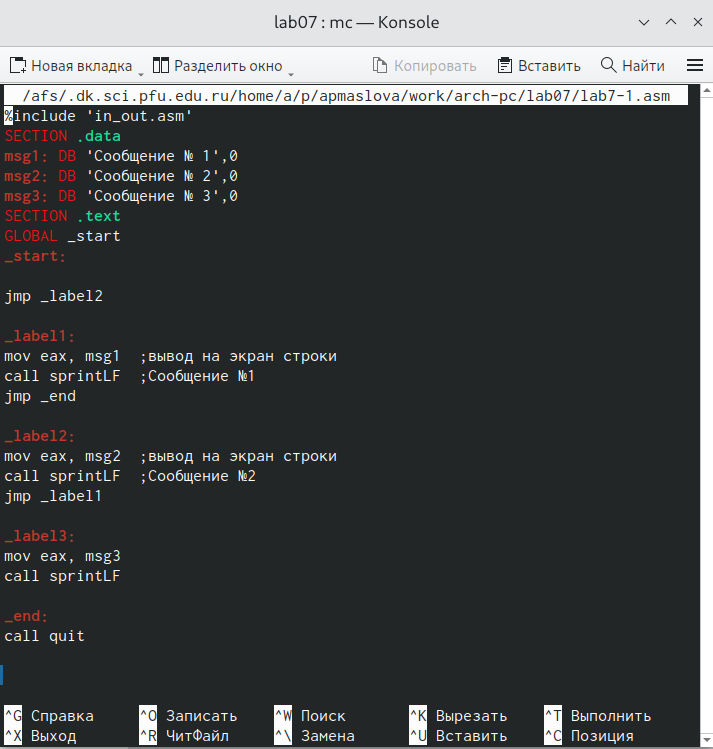 lab07 : mc — Konsole
Новая вкладка Разделить окно Копировать Вставить Найти
/afs/.dk.sci.pfu.edu.ru/home/a/p/apmaslova/work/arch-pc/lab07/lab7-1.asm
%include 'in_out.asm'
SECTION .data
msg1: DB 'Сообщение № 1',0
msg2: DB 'Сообщение № 2',0
msg3: DB 'Сообщение № 3',0
SECTION .text
GLOBAL _start
_start:
jmp _label2
_label1:
mov eax, msg1 ;вывод на экран строки
call sprintLF ;Сообщение №1
jmp _end
_label2:
mov eax, msg2 ;вывод на экран строки
call sprintLF ;Сообщение №2
jmp _label1
_label3:
mov eax, msg3
call sprintLF
_end:
call quit
^G Справка ^O Записать ^W Поиск ^K Вырезать ^T Выполнить
^X Выход ^R ЧитФайл ^\ Замена ^U Вставить ^C Позиция